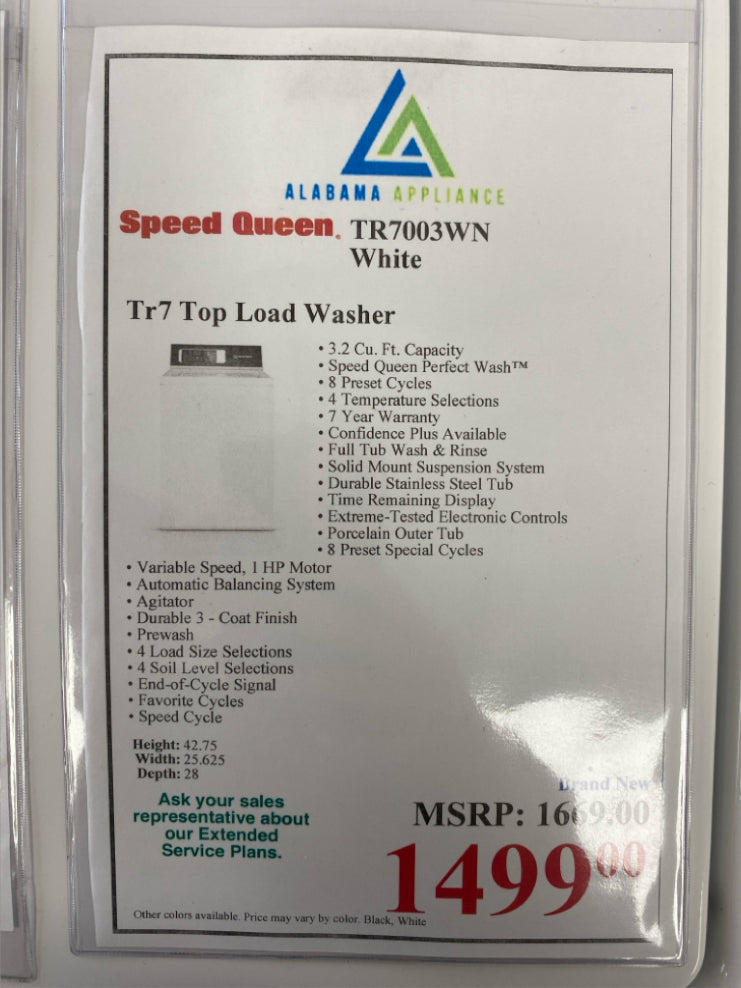 ALABAMA APPLIANCE
Speed Queen. TR7003WN
White
Tr7 Top Load Washer
• 3.2 Cu. Ft. Capacity
• Speed Queen Perfect Wash™
• 8 Preset Cycles
• 4 Temperature Selections
• 7 Year Warranty
• Confidence Plus Available
• Full Tub Wash & Rinse
• Solid Mount Suspension System
• Durable Stainless Steel Tub
• Time Remaining Display
• Extreme-Tested Electronic Controls
• Porcelain Outer Tub
• 8 Preset Special Cycles
• Variable Speed, 1 HP Motor
• Automatic Balancing System
• Agitator
• Durable 3 - Coat Finish
• Prewash
• 4 Load Size Selections
• 4 Soil Level Selections
• End-of-Cycle Signal
• Favorite Cycles
• Speed Cycle
Height: 42.75
Width: 25.625
Depth: 28
Ask your sales
representative about
our Extended
Service Plans.
Brand New
MSRP: 1669.00
149900
Other colors available. Price may vary by color. Black, White